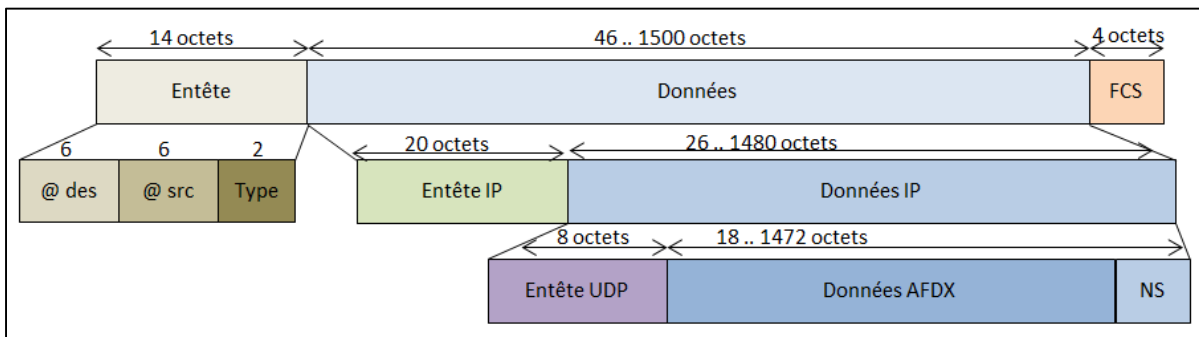 14 octets 46 .. 1500 octets 4 octets
Entête Données FCS
6 6 2 20 octets 26 .. 1480 octets
@ des @ src Type Entête IP Données IP
8 octets 18 .. 1472 octets
Entête UDP Données AFDX NS